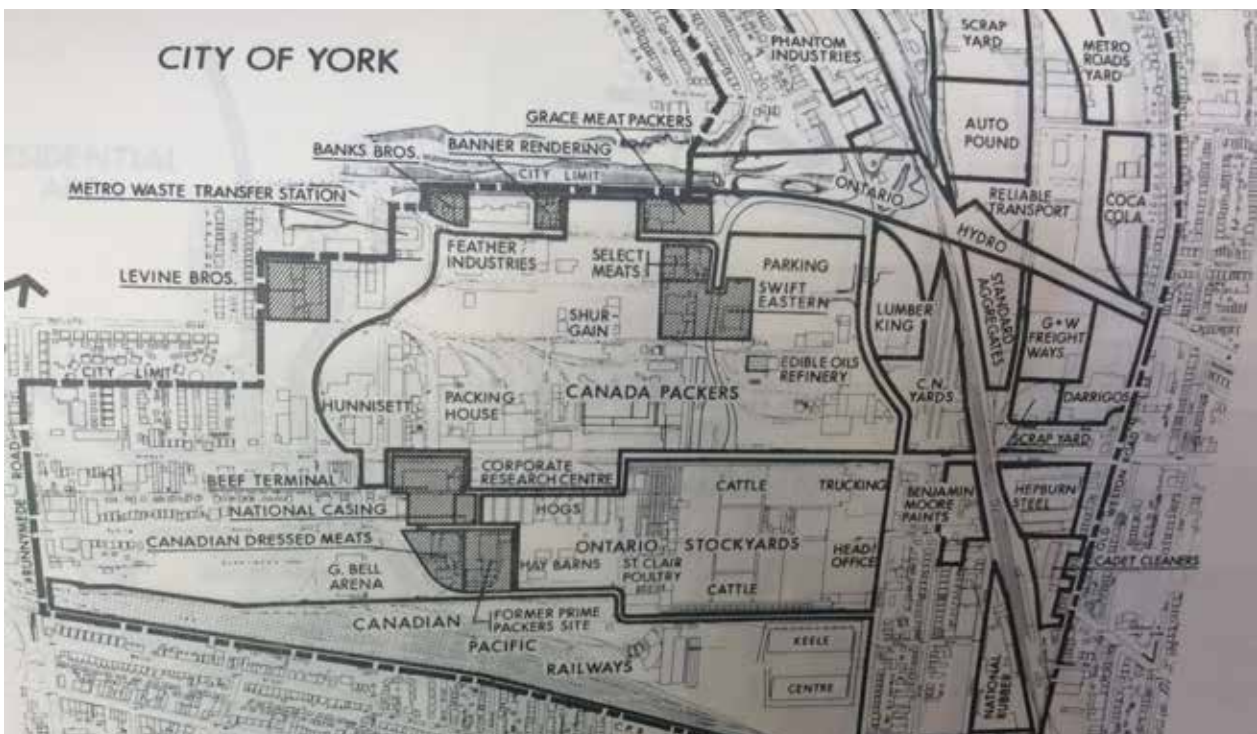 CITY OF YORK
PHANTOM
INDUSTRIES
SCRAP
YARD
METRO
ROADS
YARD
AUTO
POUND
GRACE MEAT PACKERS
BANKS BROS.
BANNER RENDERING
CITY LIMIT
METRO WASTE TRANSFER STATION
ONTARIO
HYDRO
RELIABLE
TRANSPORT
COCA
COLA
FEATHER
INDUSTRIES
SELECT
MEATS
PARKING
LEVINE BROS.
SWIFT
EASTERN
SHUR
GAIN
LUMBER
KING
STANDARD
AGGREGATES
G+W
FREIGHT
WAYS
EDIBLE OILS
REFINERY
CITY LIMIT
HUNNISETT
PACKING
HOUSE
CANADA PACKERS
C.N.
YARDS
DARRIGOS
SCRAP YARD
RUNNYMEDE ROAD
OLD WESTON ROAD
BEEF TERMINAL
CORPORATE
RESEARCH CENTRE
CATTLE
TRUCKING
BENJAMIN
MOORE
PAINTS
HEPBURN
STEEL
NATIONAL CASING
HOGS
CANADIAN DRESSED MEATS
ONTARIO STOCKYARDS
HAY BARNS
ST CLAIR
POULTRY
HEAD
OFFICE
CADET CLEANERS
G. BELL
ARENA
CATTLE
FORMER PRIME
PACKERS SITE
CANADIAN
PACIFIC
RAILWAYS
KEELE
CENTRE
NATIONAL
RUBBER